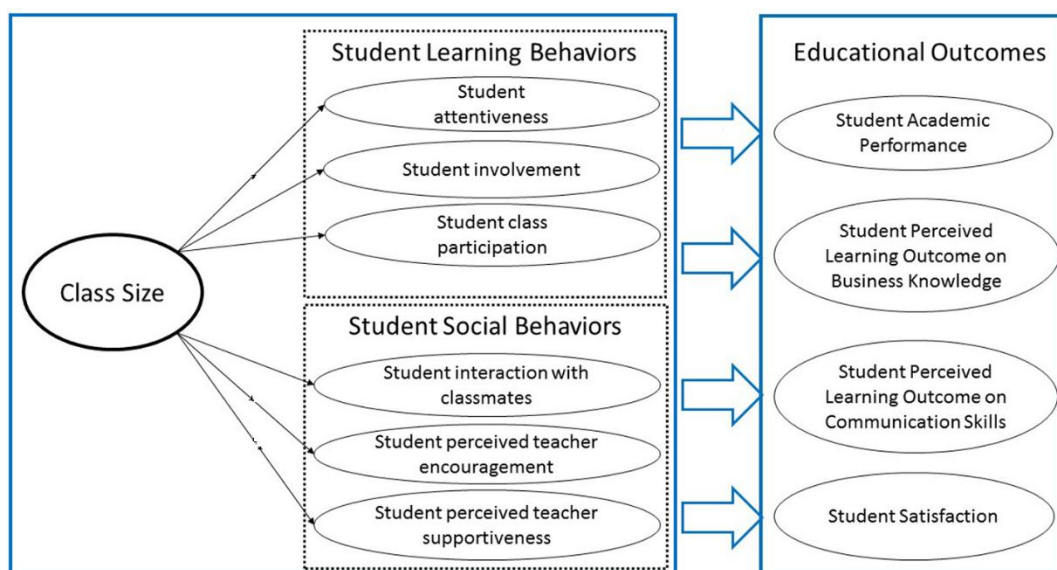 Class Size
Student Learning Behaviors
Student
attentiveness
Student involvement
Student class
participation
Student Social Behaviors
Student interaction with
classmates
Student perceived teacher
encouragement
Student perceived teacher
supportiveness
Educational Outcomes
Student Academic
Performance
Student Perceived
Learning Outcome on
Business Knowledge
Student Perceived
Learning Outcome on
Communication Skills
Student Satisfaction